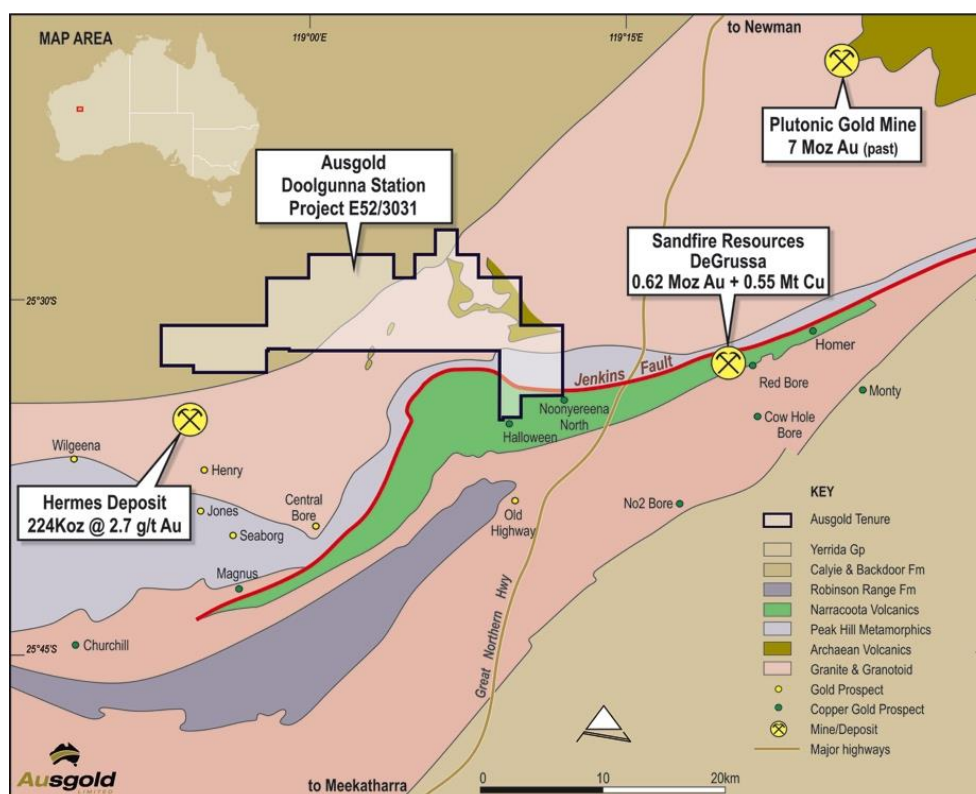 MAP AREA
119°00'E
119°15'E
to Newman
Plutonic Gold Mine
7 Moz Au (past)
Ausgold
Doolgunna Station
Project E52/3031
Sandfire Resources
DeGrussa
0.62 Moz Au + 0.55 Mt Cu
25°30'S
Jenkins Fault
Homer
Red Bore
Monty
Noonyereena
North
Halloween
Cow Hole
Bore
Wilgeena
Henry
Hermes Deposit
224Koz @ 2.7 g/t Au
Jones
Seaborg
Central
Bore
Old
Highway
No2 Bore
Magnus
Churchill
25°45'S
Great Northern Hwy
KEY
Ausgold Tenure
Yerrida Gp
Calyie & Backdoor Fm
Robinson Range Fm
Narracoota Volcanics
Peak Hill Metamorphics
Archaean Volcanics
Granite & Granotoid
Gold Prospect
Copper Gold Prospect
Mine/Deposit
Major highways
Ausgold
LIMITED
to Meekatharra
0 10 20km